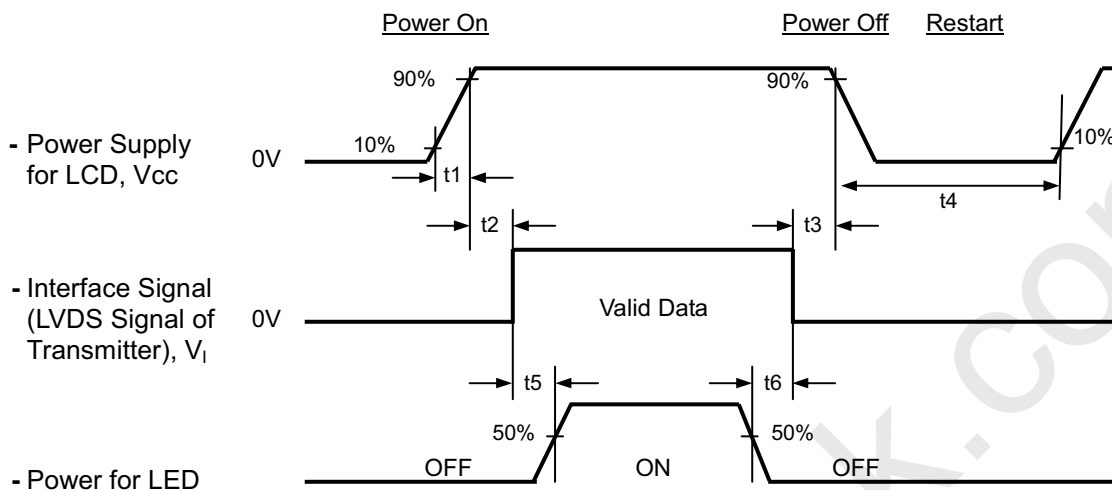 Power On
Power Off Restart
90%
90%
- Power Supply
for LCD, Vcc
0V
10%
10%
t1
t4
t2
t3
- Interface Signal
(LVDS Signal of
Transmitter), VI
0V
Valid Data
t5
t6
50%
50%
- Power for LED
OFF
ON
OFF